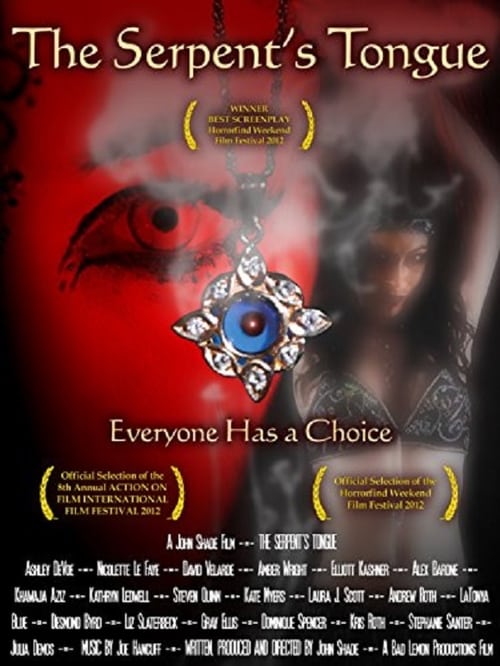 The Serpent's Tongue
WINNER
BEST SCREENPLAY
Horrorfind Weekend
Film Festival 2012
Everyone Has a Choice
Official Selection of the
8th Annual ACTION ON
FILM INTERNATIONAL
FILM FESTIVAL 2012
Official Selection of the
Horrorfind Weekend
Film Festival 2012
A John Shade Film --- The Serpent's Tongue
Ashley DeVoe --- Nicolette Le Faye --- David Velarde --- Amber Wright --- Elliott Kashner --- Alex Barone ---
Khamaja Aziz --- Kathryn Ledwell --- Steven Quinn --- Kate Myers --- Laura J. Scott --- Andrew Roth --- LaTonya
Blue --- Desmond Byrd --- Liz Slaterbeck --- Gray Ellis --- Dominique Spencer --- Kris Roth --- Stephanie Santer ---
Julia Demos --- Music by Joe Hancuff --- Written, Produced and Directed by John Shade --- A Bad Lemon Productions Film